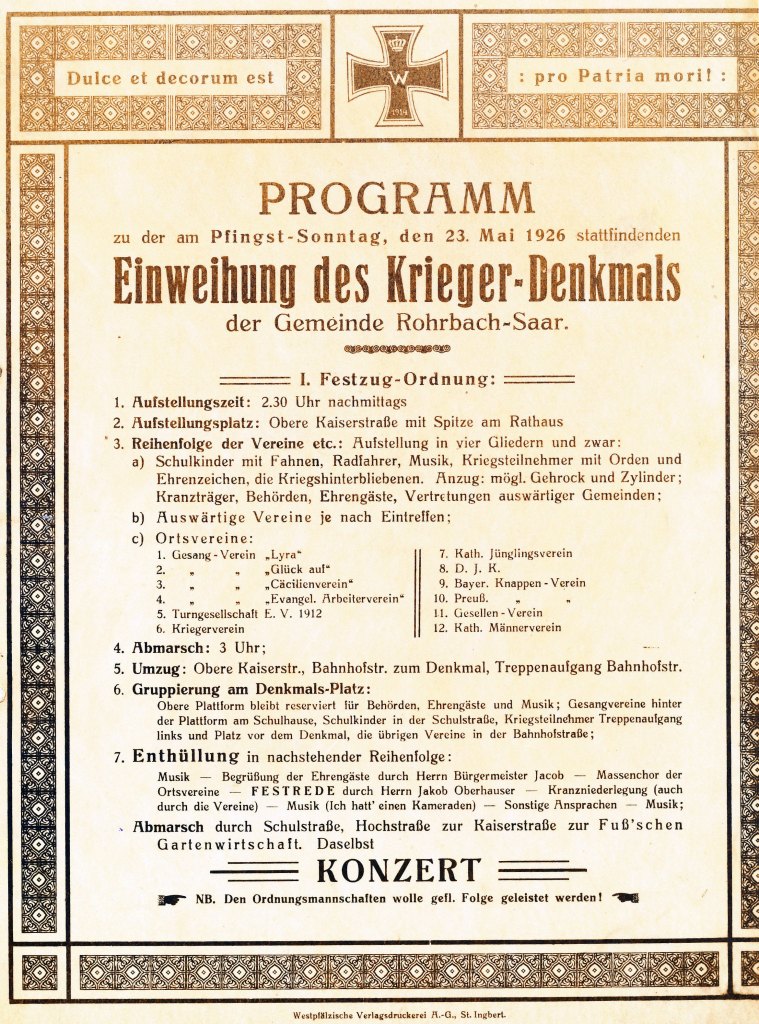 Dulce et decorum est
: pro Patria mori! :
W
1914
PROGRAMM
zu der am Pfingst-Sonntag, den 23. Mai 1926 stattfindenden
Einweihung des Krieger-Denkmals
der Gemeinde Rohrbach-Saar.
I. Festzug-Ordnung:
1. Aufstellungszeit: 2.30 Uhr nachmittags
2. Aufstellungsplatz: Obere Kaiserstraße mit Spitze am Rathaus
3. Reihenfolge der Vereine etc.: Aufstellung in vier Gliedern und zwar:
a) Schulkinder mit Fahnen, Radfahrer, Musik, Kriegsteilnehmer mit Orden und
Ehrenzeichen, die Kriegshinterbliebenen. Anzug: mögl. Gehrock und Zylinder;
Kranzträger, Behörden, Ehrengäste, Vertretungen auswärtiger Gemeinden;
b) Auswärtige Vereine je nach Eintreffen;
c) Ortsvereine:
1. Gesang-Verein „Lyra“
2. „ „ „Glück auf“
3. „ „ „Cäcilienverein“
4. „ „ „Evangel. Arbeiterverein“
5. Turngesellschaft E. V. 1912
6. Kriegerverein
7. Kath. Jünglingsverein
8. D. J. K.
9. Bayer. Knappen-Verein
10. Preuß. „ „
11. Gesellen-Verein
12. Kath. Männerverein
4. Abmarsch: 3 Uhr;
5. Umzug: Obere Kaiserstr., Bahnhofstr. zum Denkmal, Treppenaufgang Bahnhofstr.
6. Gruppierung am Denkmals-Platz:
Obere Plattform bleibt reserviert für Behörden, Ehrengäste und Musik; Gesangvereine hinter
der Plattform am Schulhause, Schulkinder in der Schulstraße, Kriegsteilnehmer Treppenaufgang
links und Platz vor dem Denkmal, die übrigen Vereine in der Bahnhofstraße;
7. Enthüllung in nachstehender Reihenfolge:
Musik — Begrüßung der Ehrengäste durch Herrn Bürgermeister Jacob — Massenchor der
Ortsvereine — FESTREDE durch Herrn Jakob Oberhauser — Kranzniederlegung (auch
durch die Vereine) — Musik (Ich hatt' einen Kameraden) — Sonstige Ansprachen — Musik;
Abmarsch durch Schulstraße, Hochstraße zur Kaiserstraße zur Fuß'schen
Gartenwirtschaft. Daselbst
KONZERT
NB. Den Ordnungsmannschaften wolle gefl. Folge geleistet werden!
Westpfälzische Verlagsdruckerei A.-G., St. Ingbert.